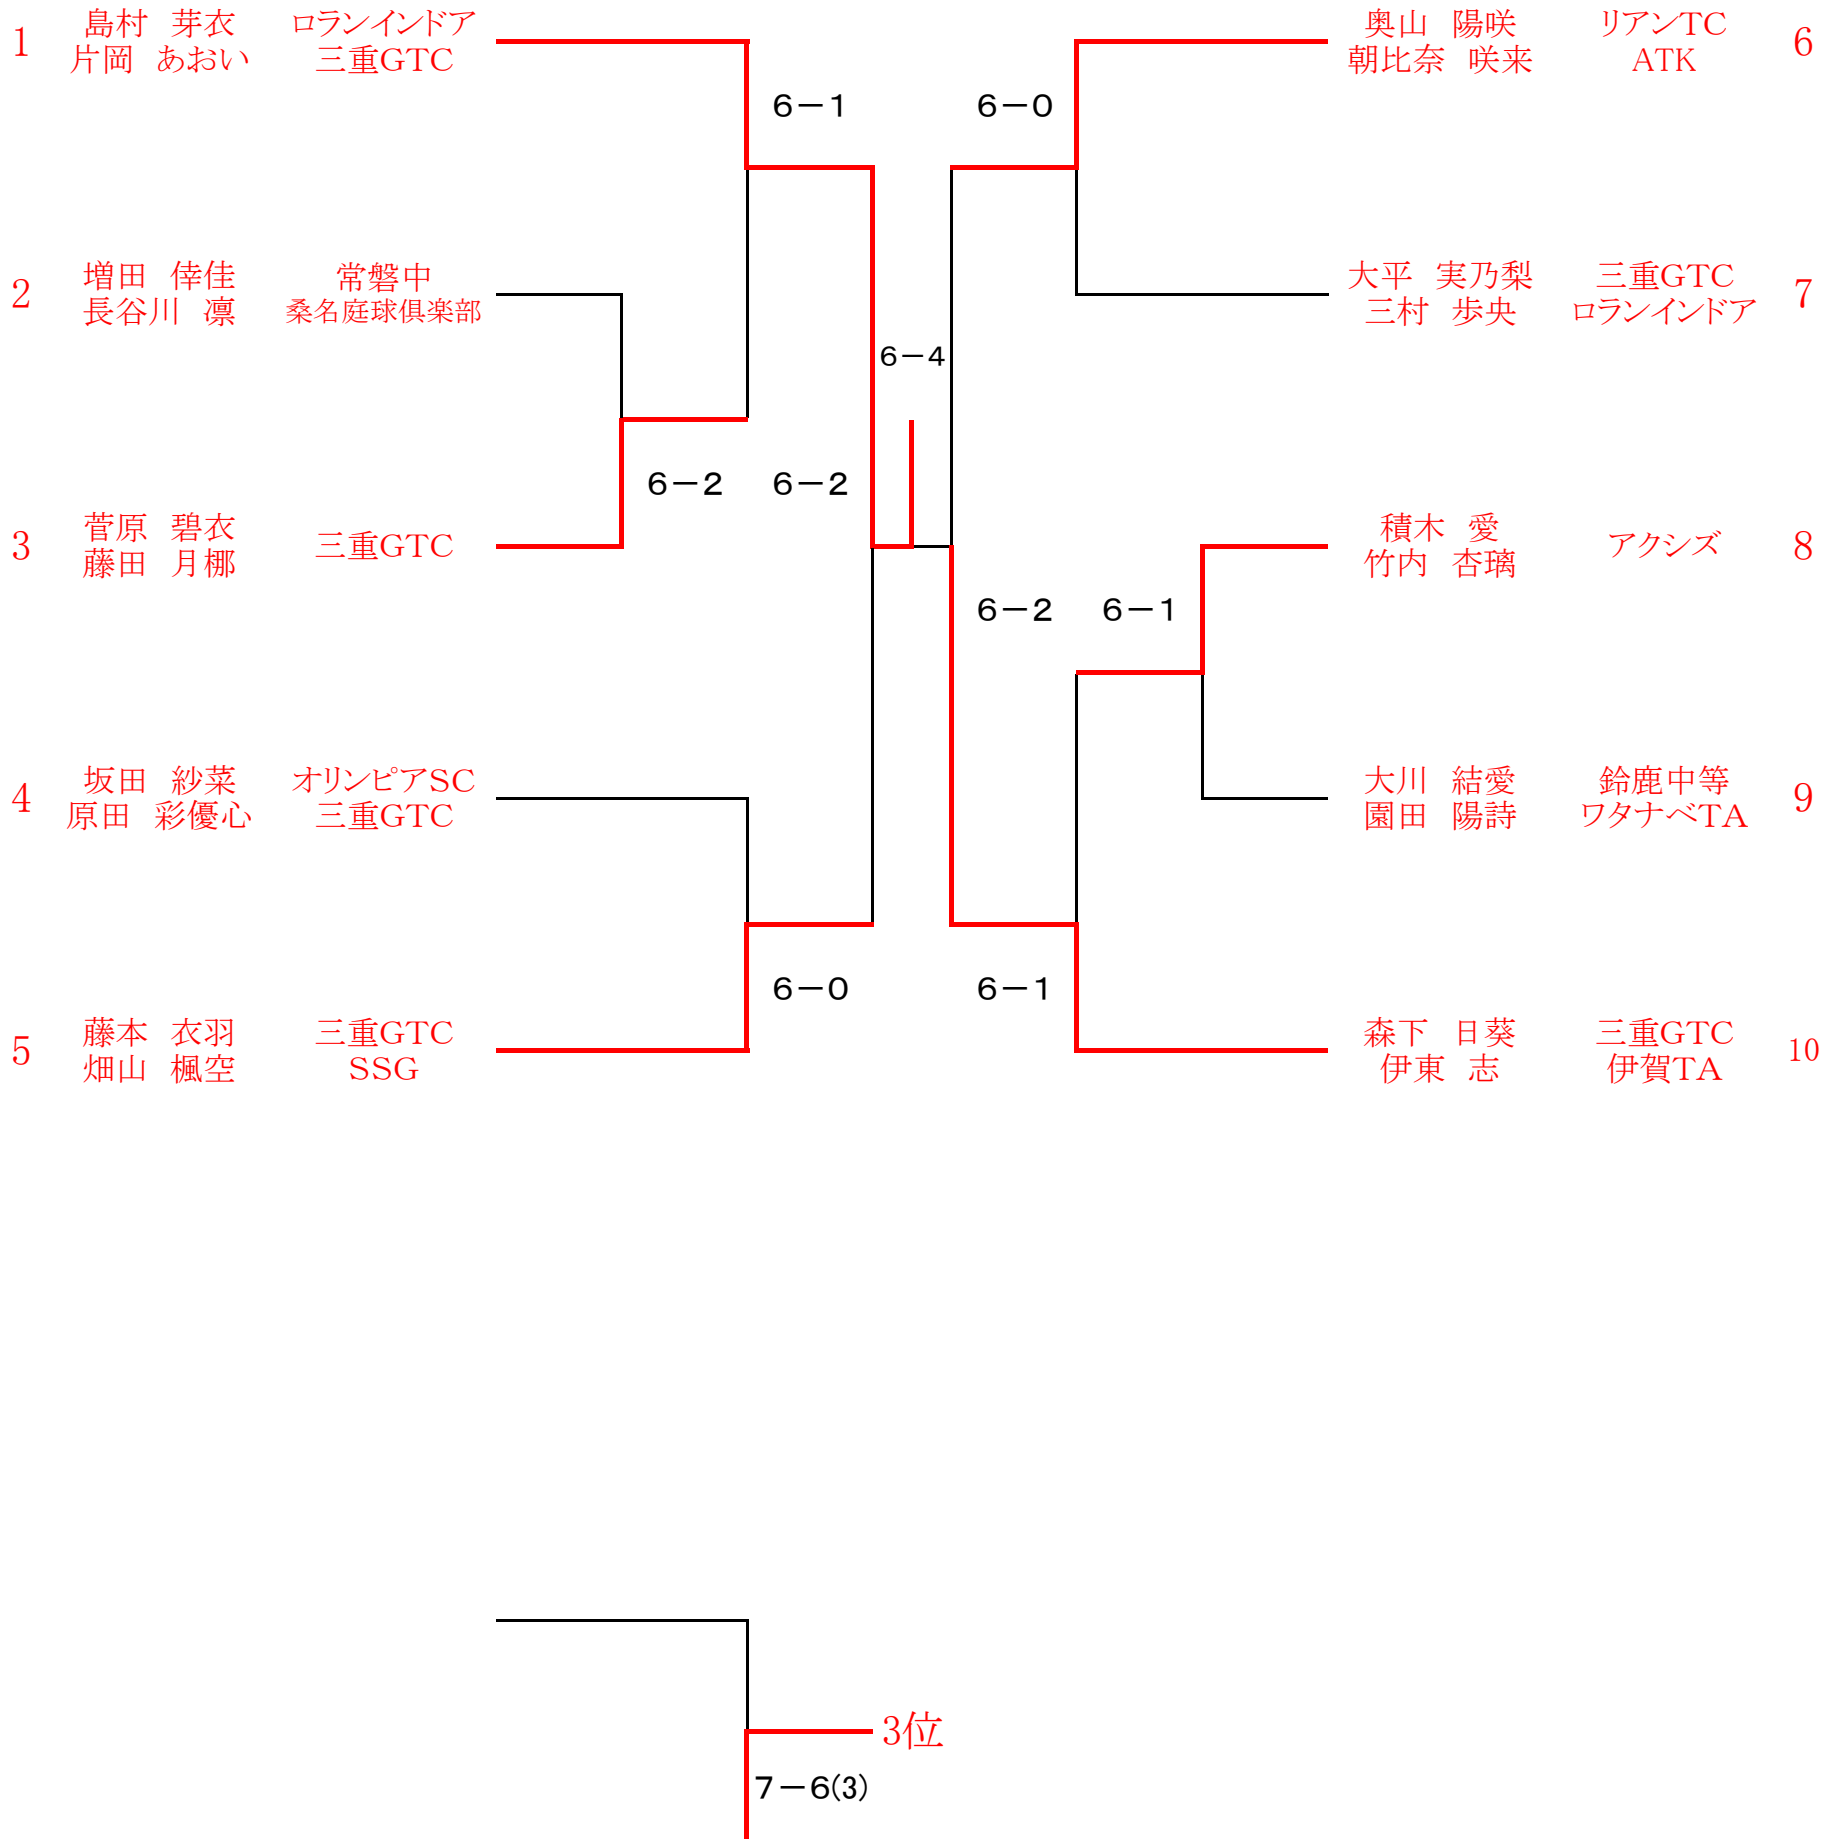 1 島村 芽衣 ロランインドア
片岡 あおい 三重GTC
奥山 陽咲 リアンTC 6
朝比奈 咲来 ATK
6－1 6－0
2 増田 倖佳 常磐中
長谷川 凛 桑名庭球倶楽部
大平 実乃梨 三重GTC 7
三村 歩央 ロランインドア
6－4
6－2 6－2
3 菅原 碧衣 三重GTC
藤田 月梛
積木 愛 アクシズ 8
竹内 杏璃
6－2 6－1
4 坂田 紗菜 オリンピアSC
原田 彩優心 三重GTC
大川 結愛 鈴鹿中等 9
園田 陽詩 ワタナベTA
6－0 6－1
5 藤本 衣羽 三重GTC
畑山 楓空 SSG
森下 日葵 三重GTC 10
伊東 志 伊賀TA
3位
7－6(3)